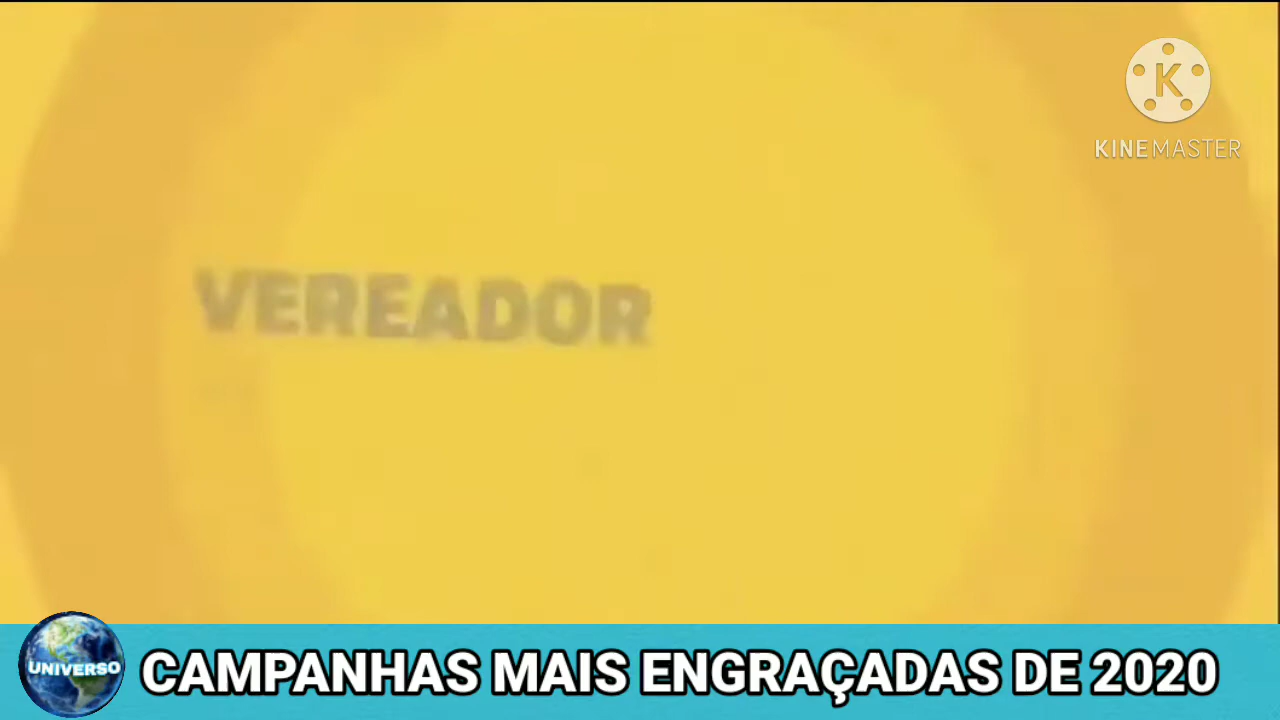 KINEMASTER
VEREADOR
UNIVERSO
CAMPANHAS MAIS ENGRAÇADAS DE 2020